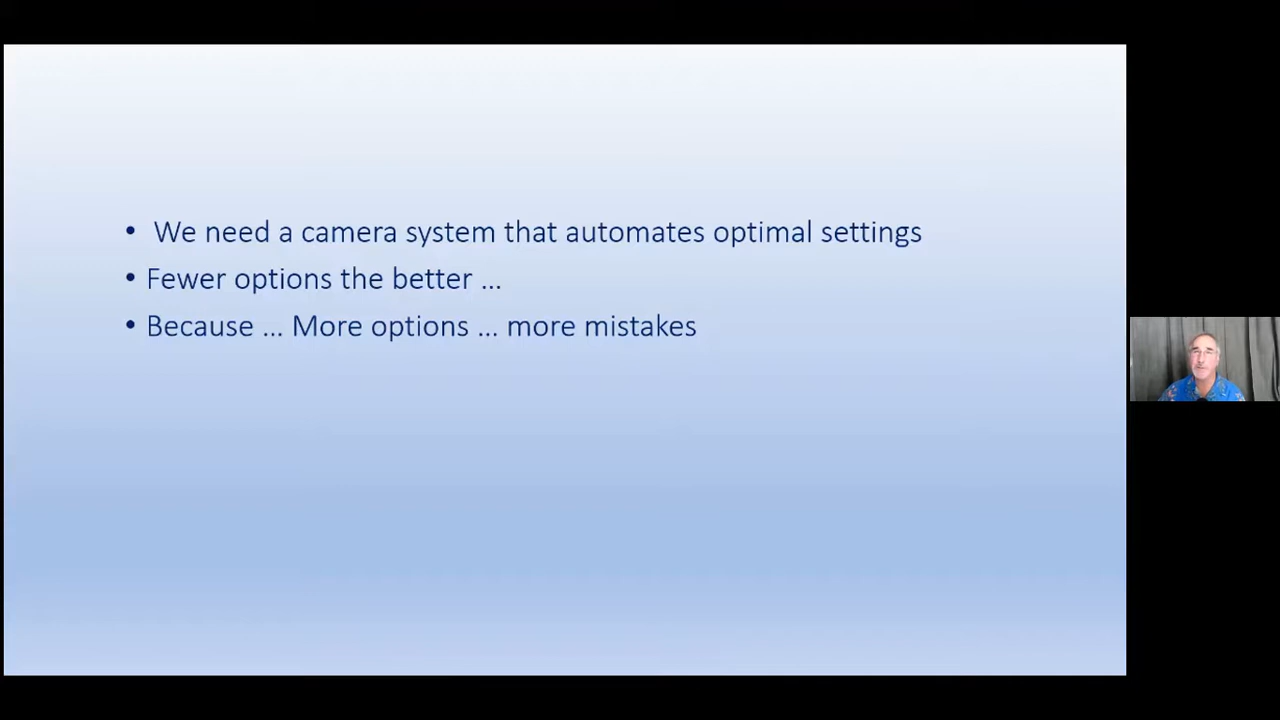 • We need a camera system that automates optimal settings
• Fewer options the better ...
• Because ... More options ... more mistakes